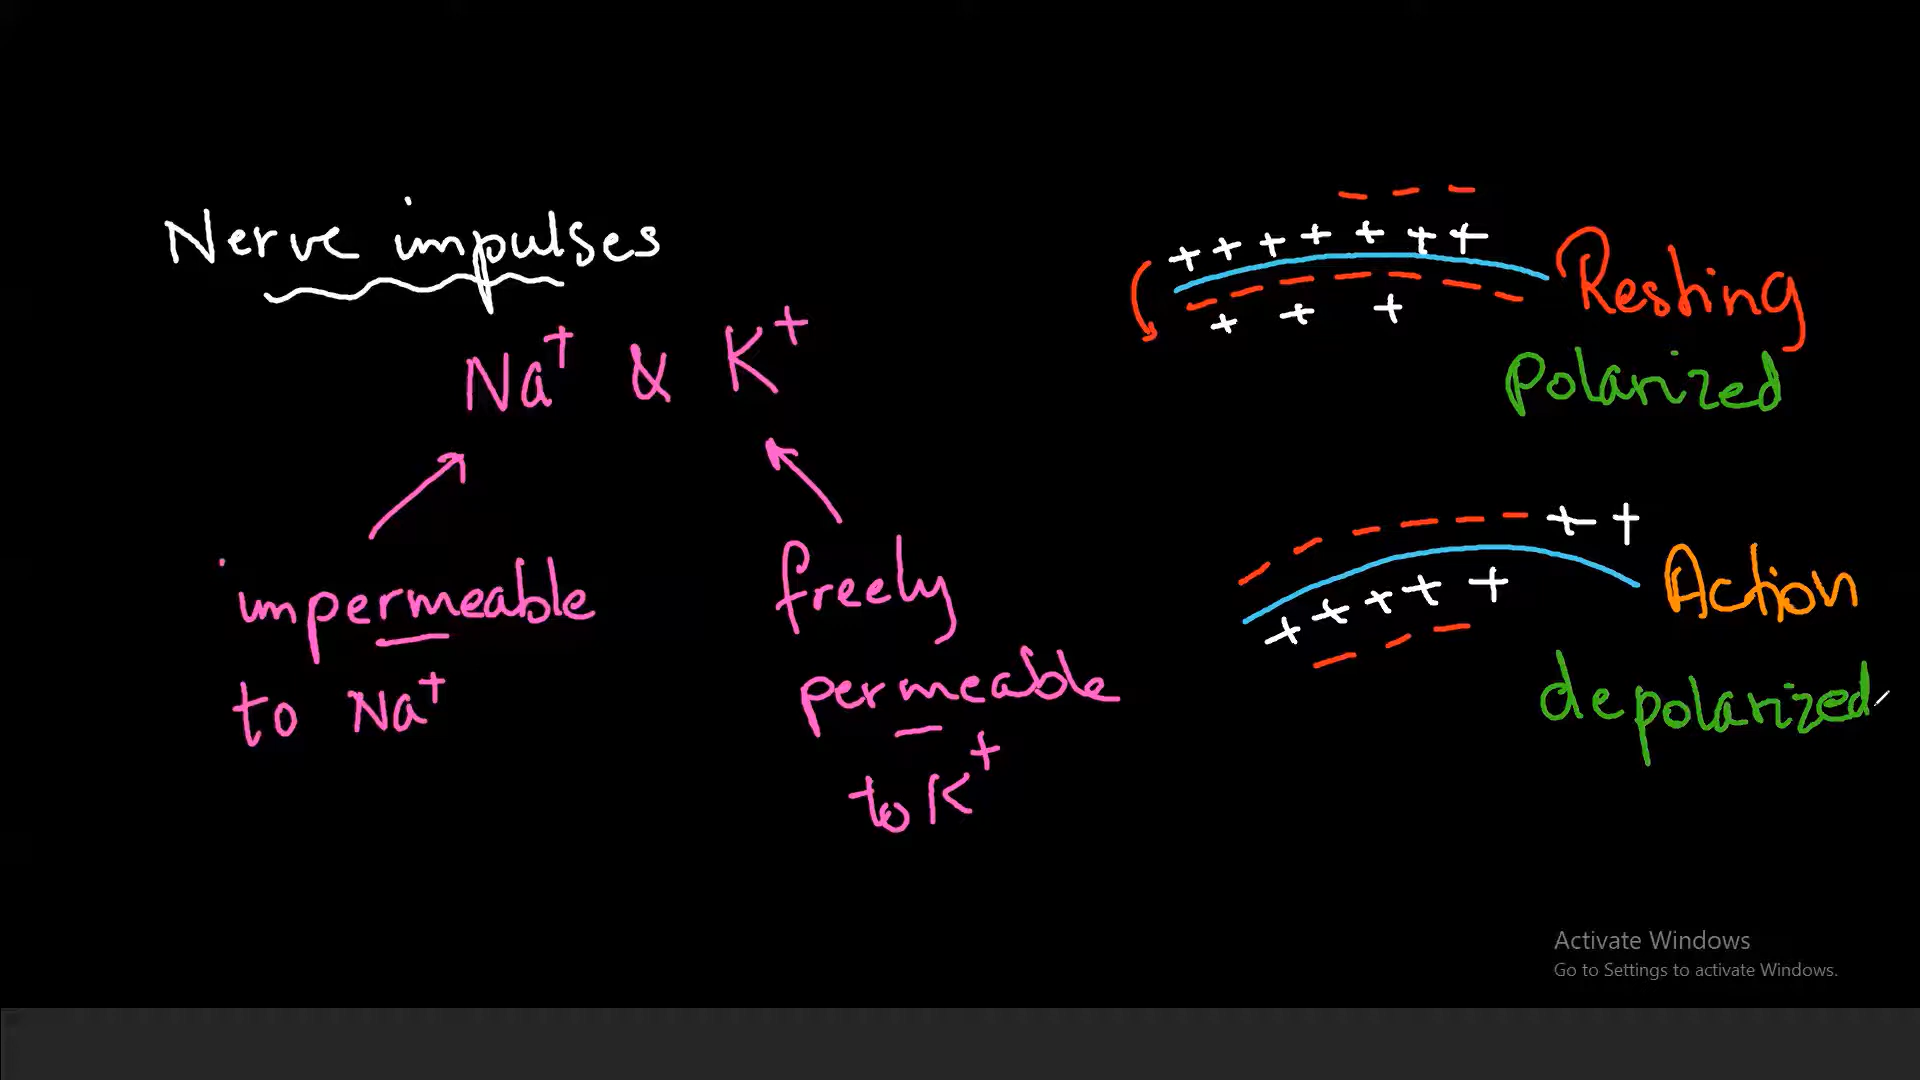 Nerve impulses
Na+ & K+
impermeable
to Na+
freely
permeable
to K+
- - -
+ + + + + + +
- - - - - - -
+ + +
Resting
polarized
- - - - - - + +
+ + + + +
- - -
Action
depolarized
Activate Windows
Go to Settings to activate Windows.